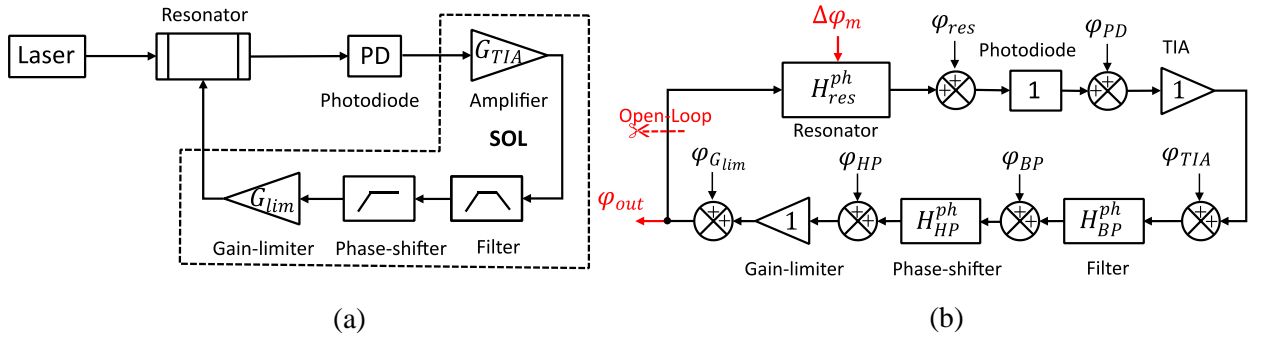 Resonator
Laser
PD
G_TIA
Photodiode
Amplifier
SOL
G_lim
Gain-limiter
Phase-shifter
Filter
(a)
Δφ_m
φ_res
Photodiode
φ_PD
TIA
H_res^ph
1
1
Resonator
Open-Loop
φ_Glim
φ_HP
φ_BP
φ_TIA
φ_out
1
H_HP^ph
H_BP^ph
Gain-limiter
Phase-shifter
Filter
(b)